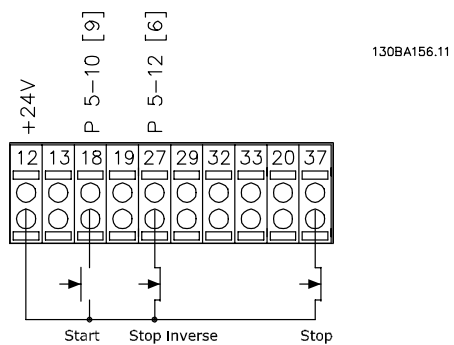 130BA156.11
+24V
P 5-10 [9]
P 5-12 [6]
12 13 18 19 27 29 32 33 20 37
Start Stop Inverse Stop